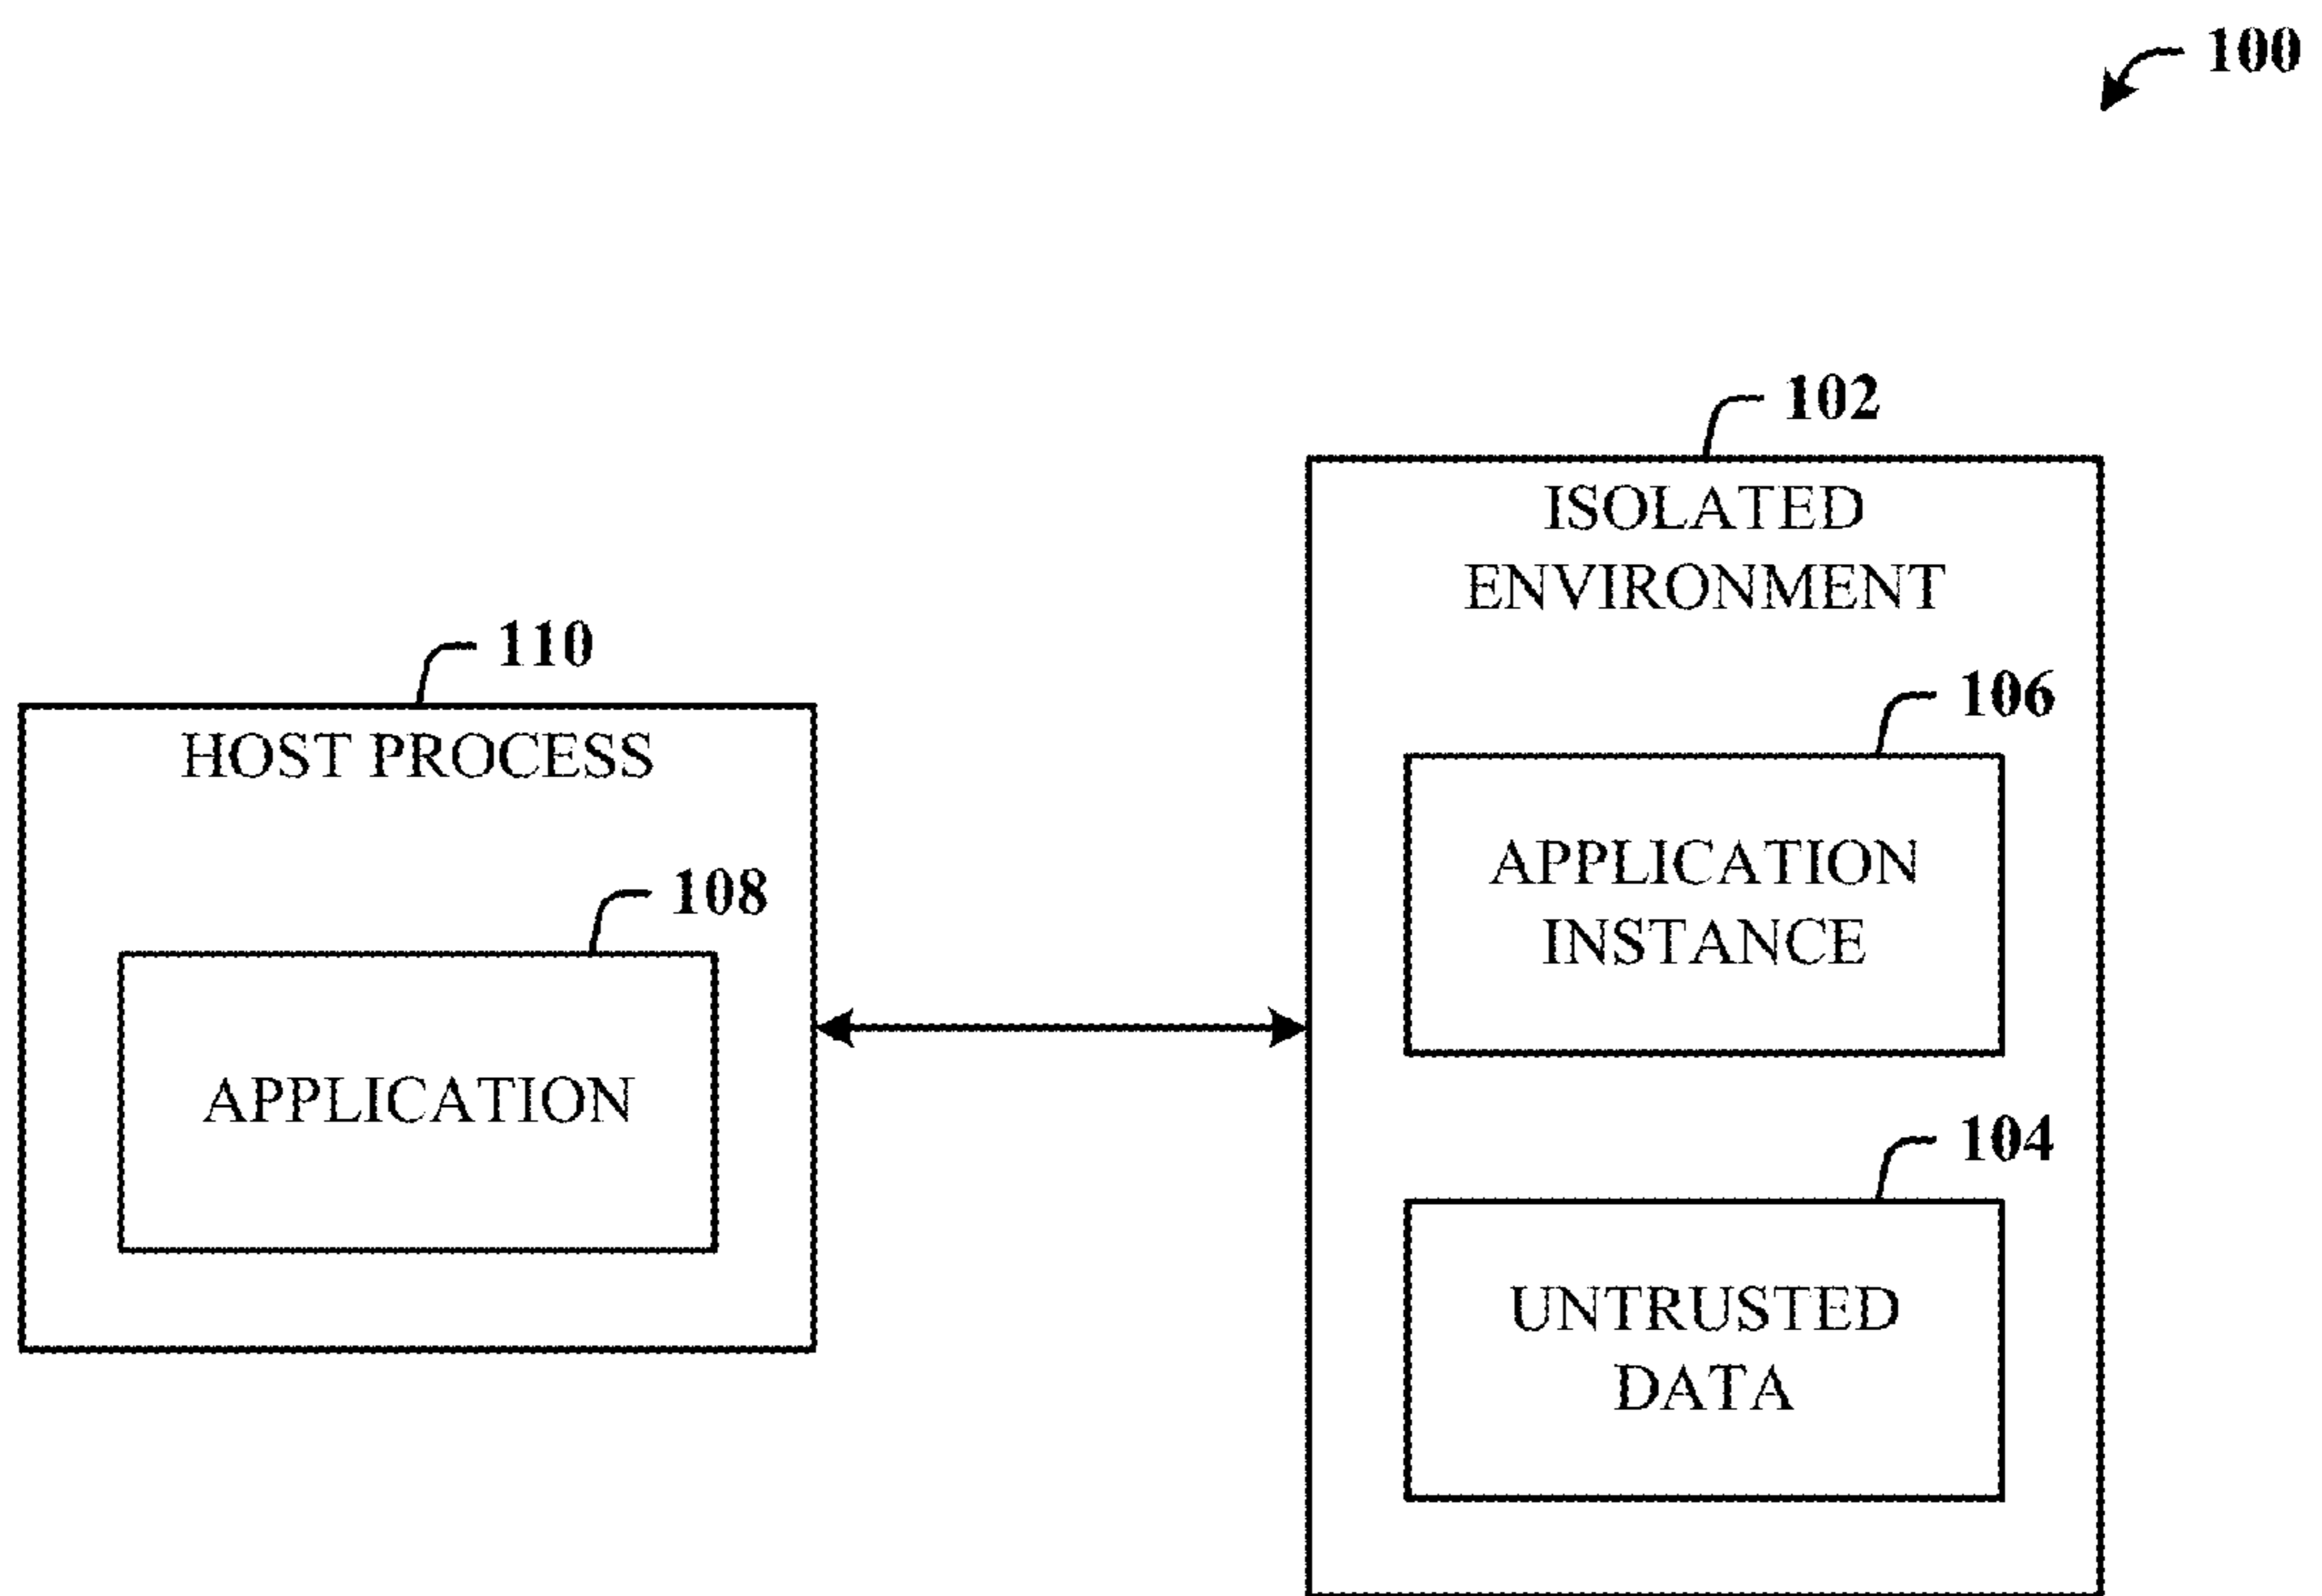 100
102
ISOLATED
ENVIRONMENT
110
HOST PROCESS
106
APPLICATION
INSTANCE
108
APPLICATION
104
UNTRUSTED
DATA